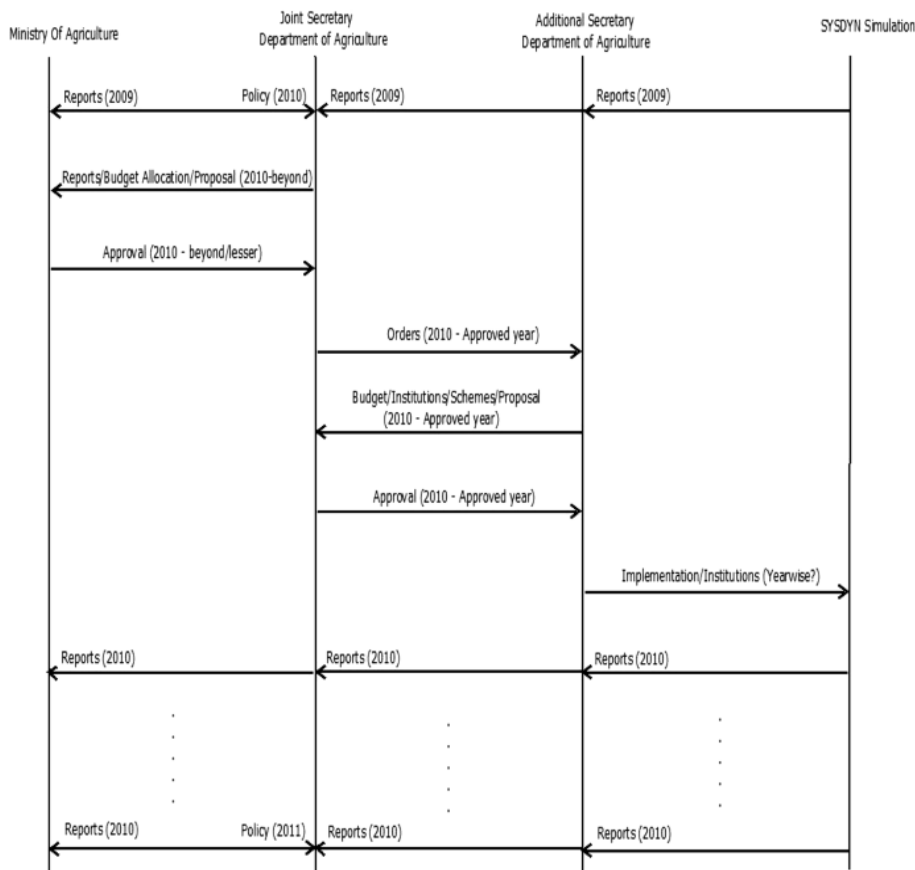 Ministry Of Agriculture
Joint Secretary
Department of Agriculture
Additional Secretary
Department of Agriculture
SYSDYN Simulation
Reports (2009)
Policy (2010)
Reports (2009)
Reports (2009)
Reports/Budget Allocation/Proposal (2010-beyond)
Approval (2010 - beyond/lesser)
Orders (2010 - Approved year)
Budget/Institutions/Schemes/Proposal
(2010 - Approved year)
Approval (2010 - Approved year)
Implementation/Institutions (Yearwise?)
Reports (2010)
Reports (2010)
Reports (2010)
Reports (2010)
Policy (2011)
Reports (2010)
Reports (2010)